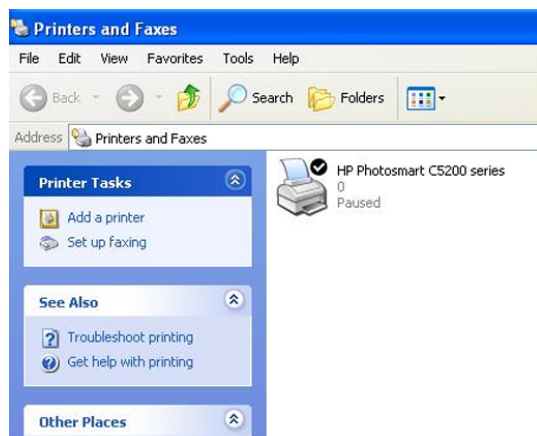 Printers and Faxes
File Edit View Favorites Tools Help
Back Search Folders
Address Printers and Faxes
Printer Tasks
Add a printer
Set up faxing
See Also
Troubleshoot printing
Get help with printing
Other Places
HP Photosmart C5200 series
0
Paused